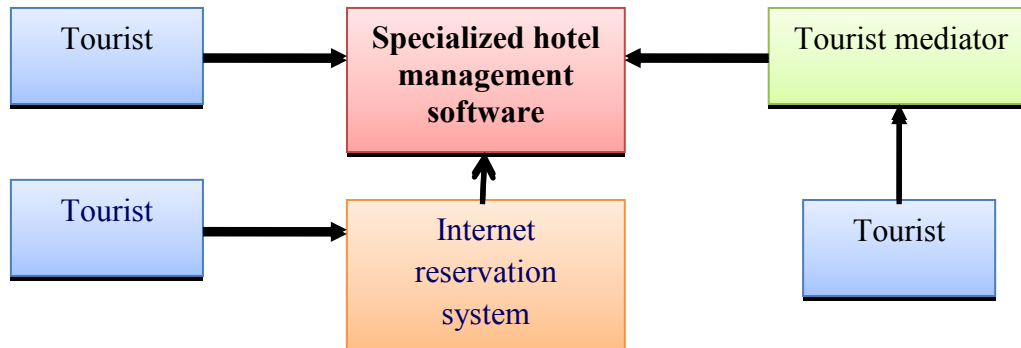 Tourist
Specialized hotel
management
software
Tourist mediator
Tourist
Internet
reservation
system
Tourist